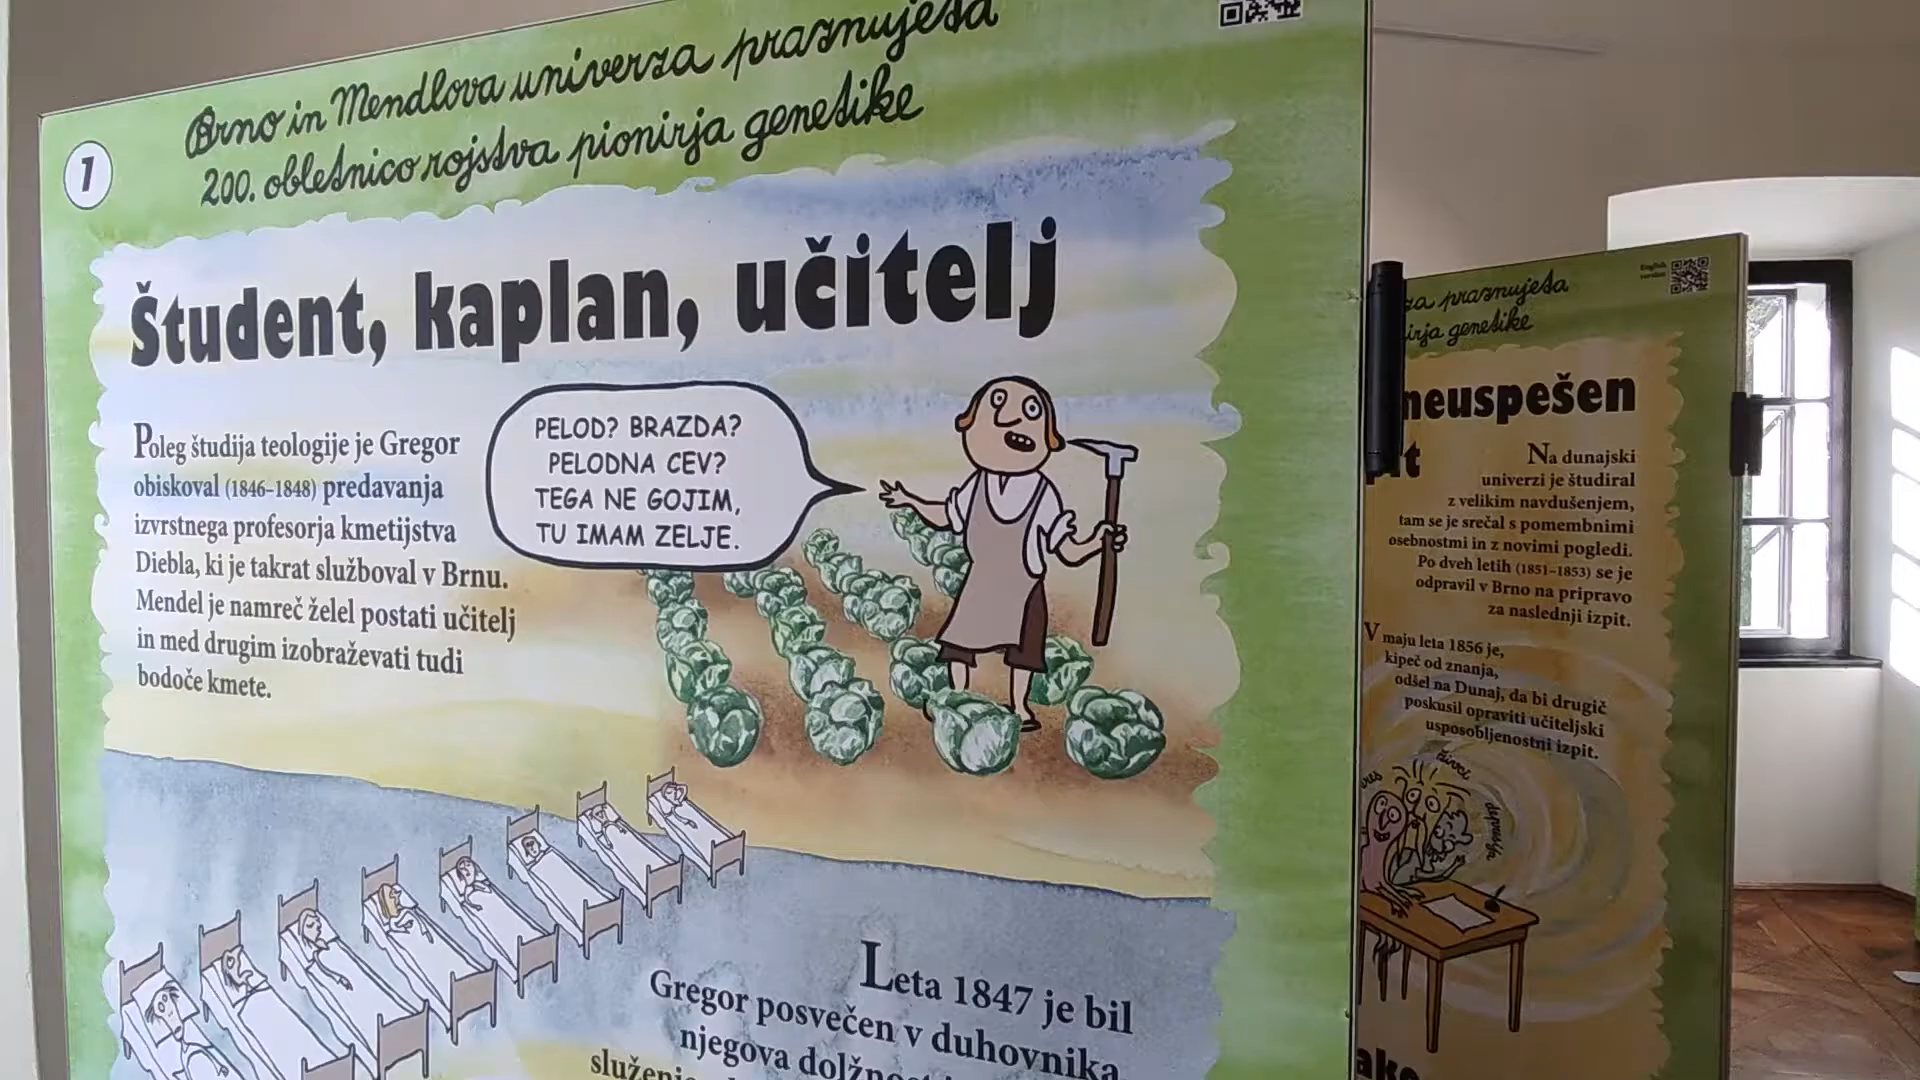 Brno in Mendlova univerza praznujeta
200. obletnico rojstva pionirja genetike
1
Študent, kaplan, učitelj
Poleg študija teologije je Gregor
obiskoval (1846–1848) predavanja
izvrstnega profesorja kmetijstva
Diebla, ki je takrat služboval v Brnu.
Mendel je namreč želel postati učitelj
in med drugim izobraževati tudi
bodoče kmete.
PELOD? BRAZDA?
PELODNA CEV?
TEGA NE GOJIM,
TU IMAM ZELJE.
Leta 1847 je bil
Gregor posvečen v duhovnika,
njegova
English
version
za praznujeta
irja genetike
neuspešen
Na dunajski
univerzi je študiral
z velikim navdušenjem,
tam se je srečal s pomembnimi
osebnostmi in z novimi pogledi.
Po dveh letih (1851–1853) se je
odpravil v Brno na pripravo
za naslednji izpit.
V maju leta 1856 je,
kipeč od znanja,
odšel na Dunaj, da bi drugič
poskusil opraviti učiteljski
usposobljenostni izpit.
živci
depresija